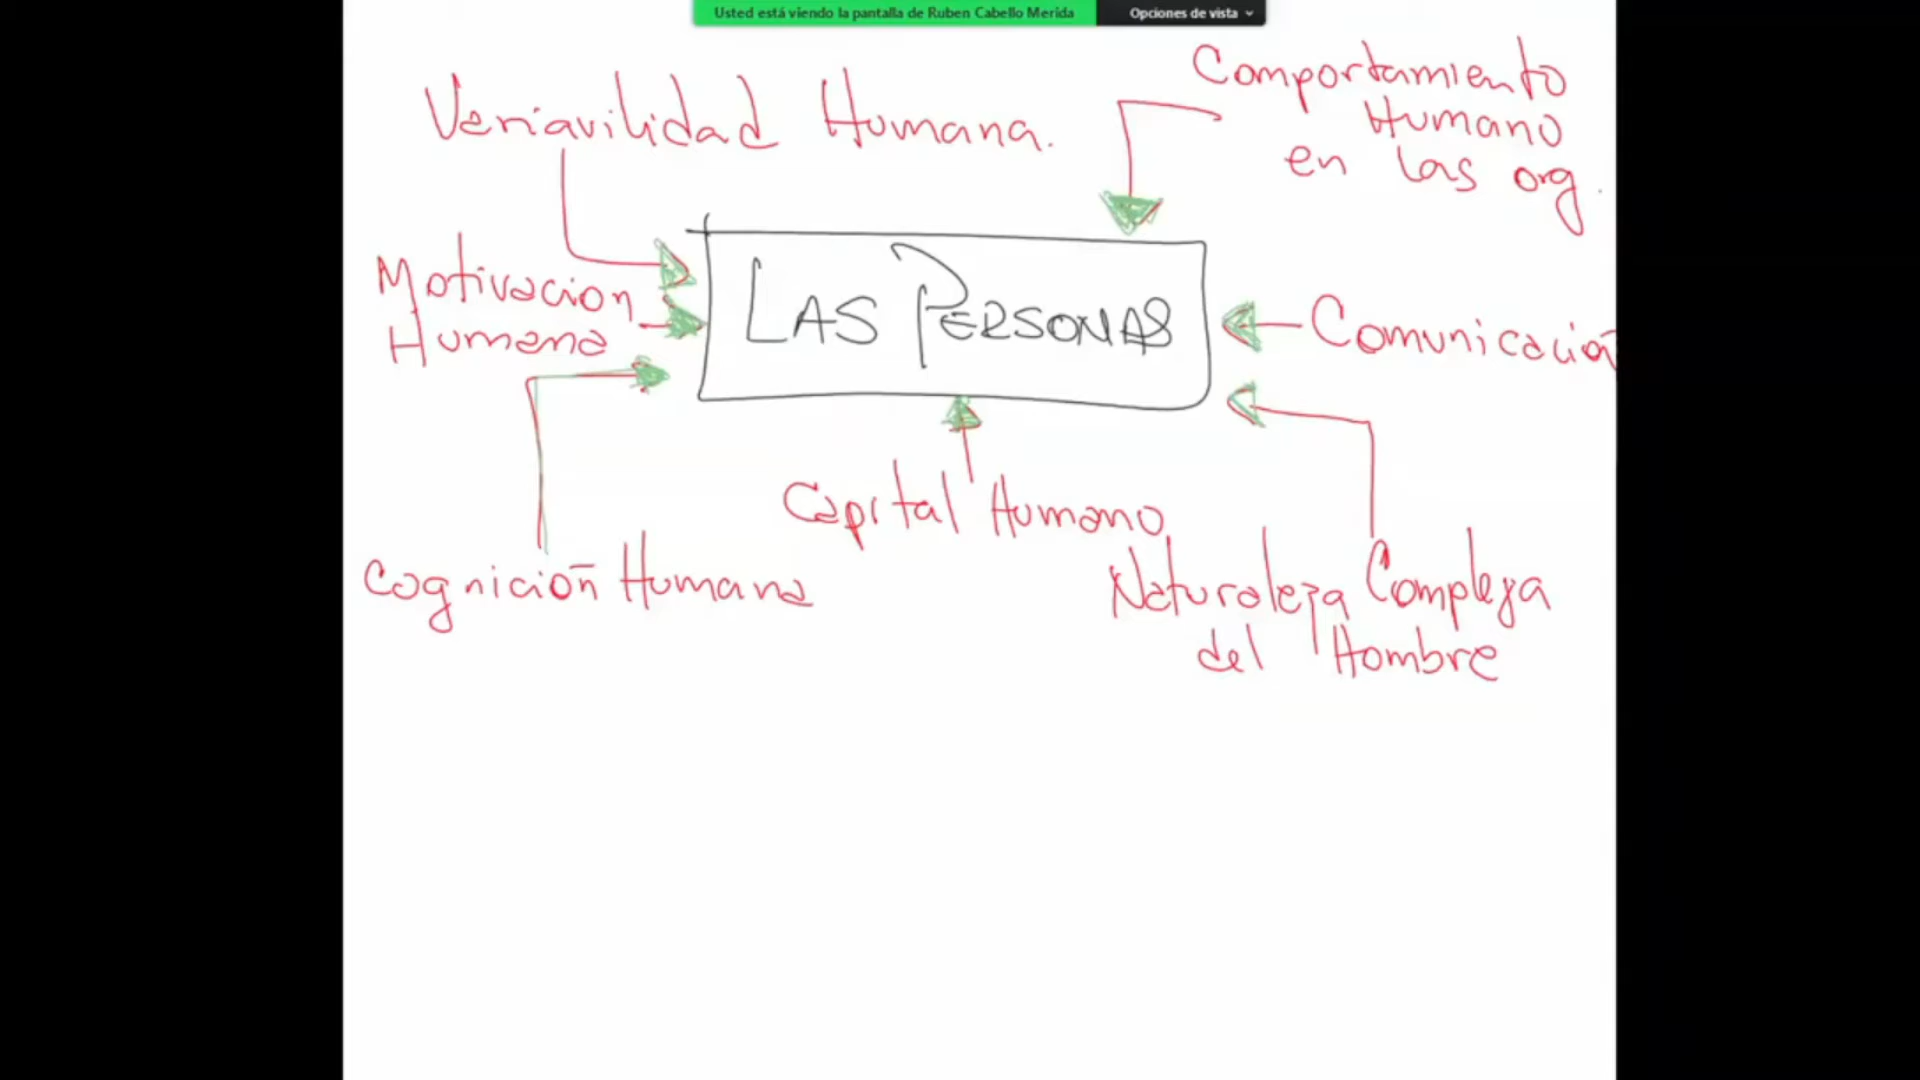 Usted está viendo la pantalla de Ruben Cabello Merida
Opciones de vista
Veriavilidad Humana.
Comportamiento
Humano
en las org.
Motivacion
Humana
LAS PERSONAS
Comunicación
Capital Humano
Cognición Humana
Naturaleza Compleja
del Hombre